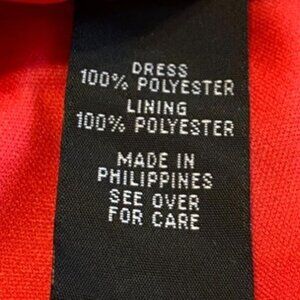 DRESS
100% POLYESTER
LINING
100% POLYESTER
MADE IN
PHILIPPINES
SEE OVER
FOR CARE